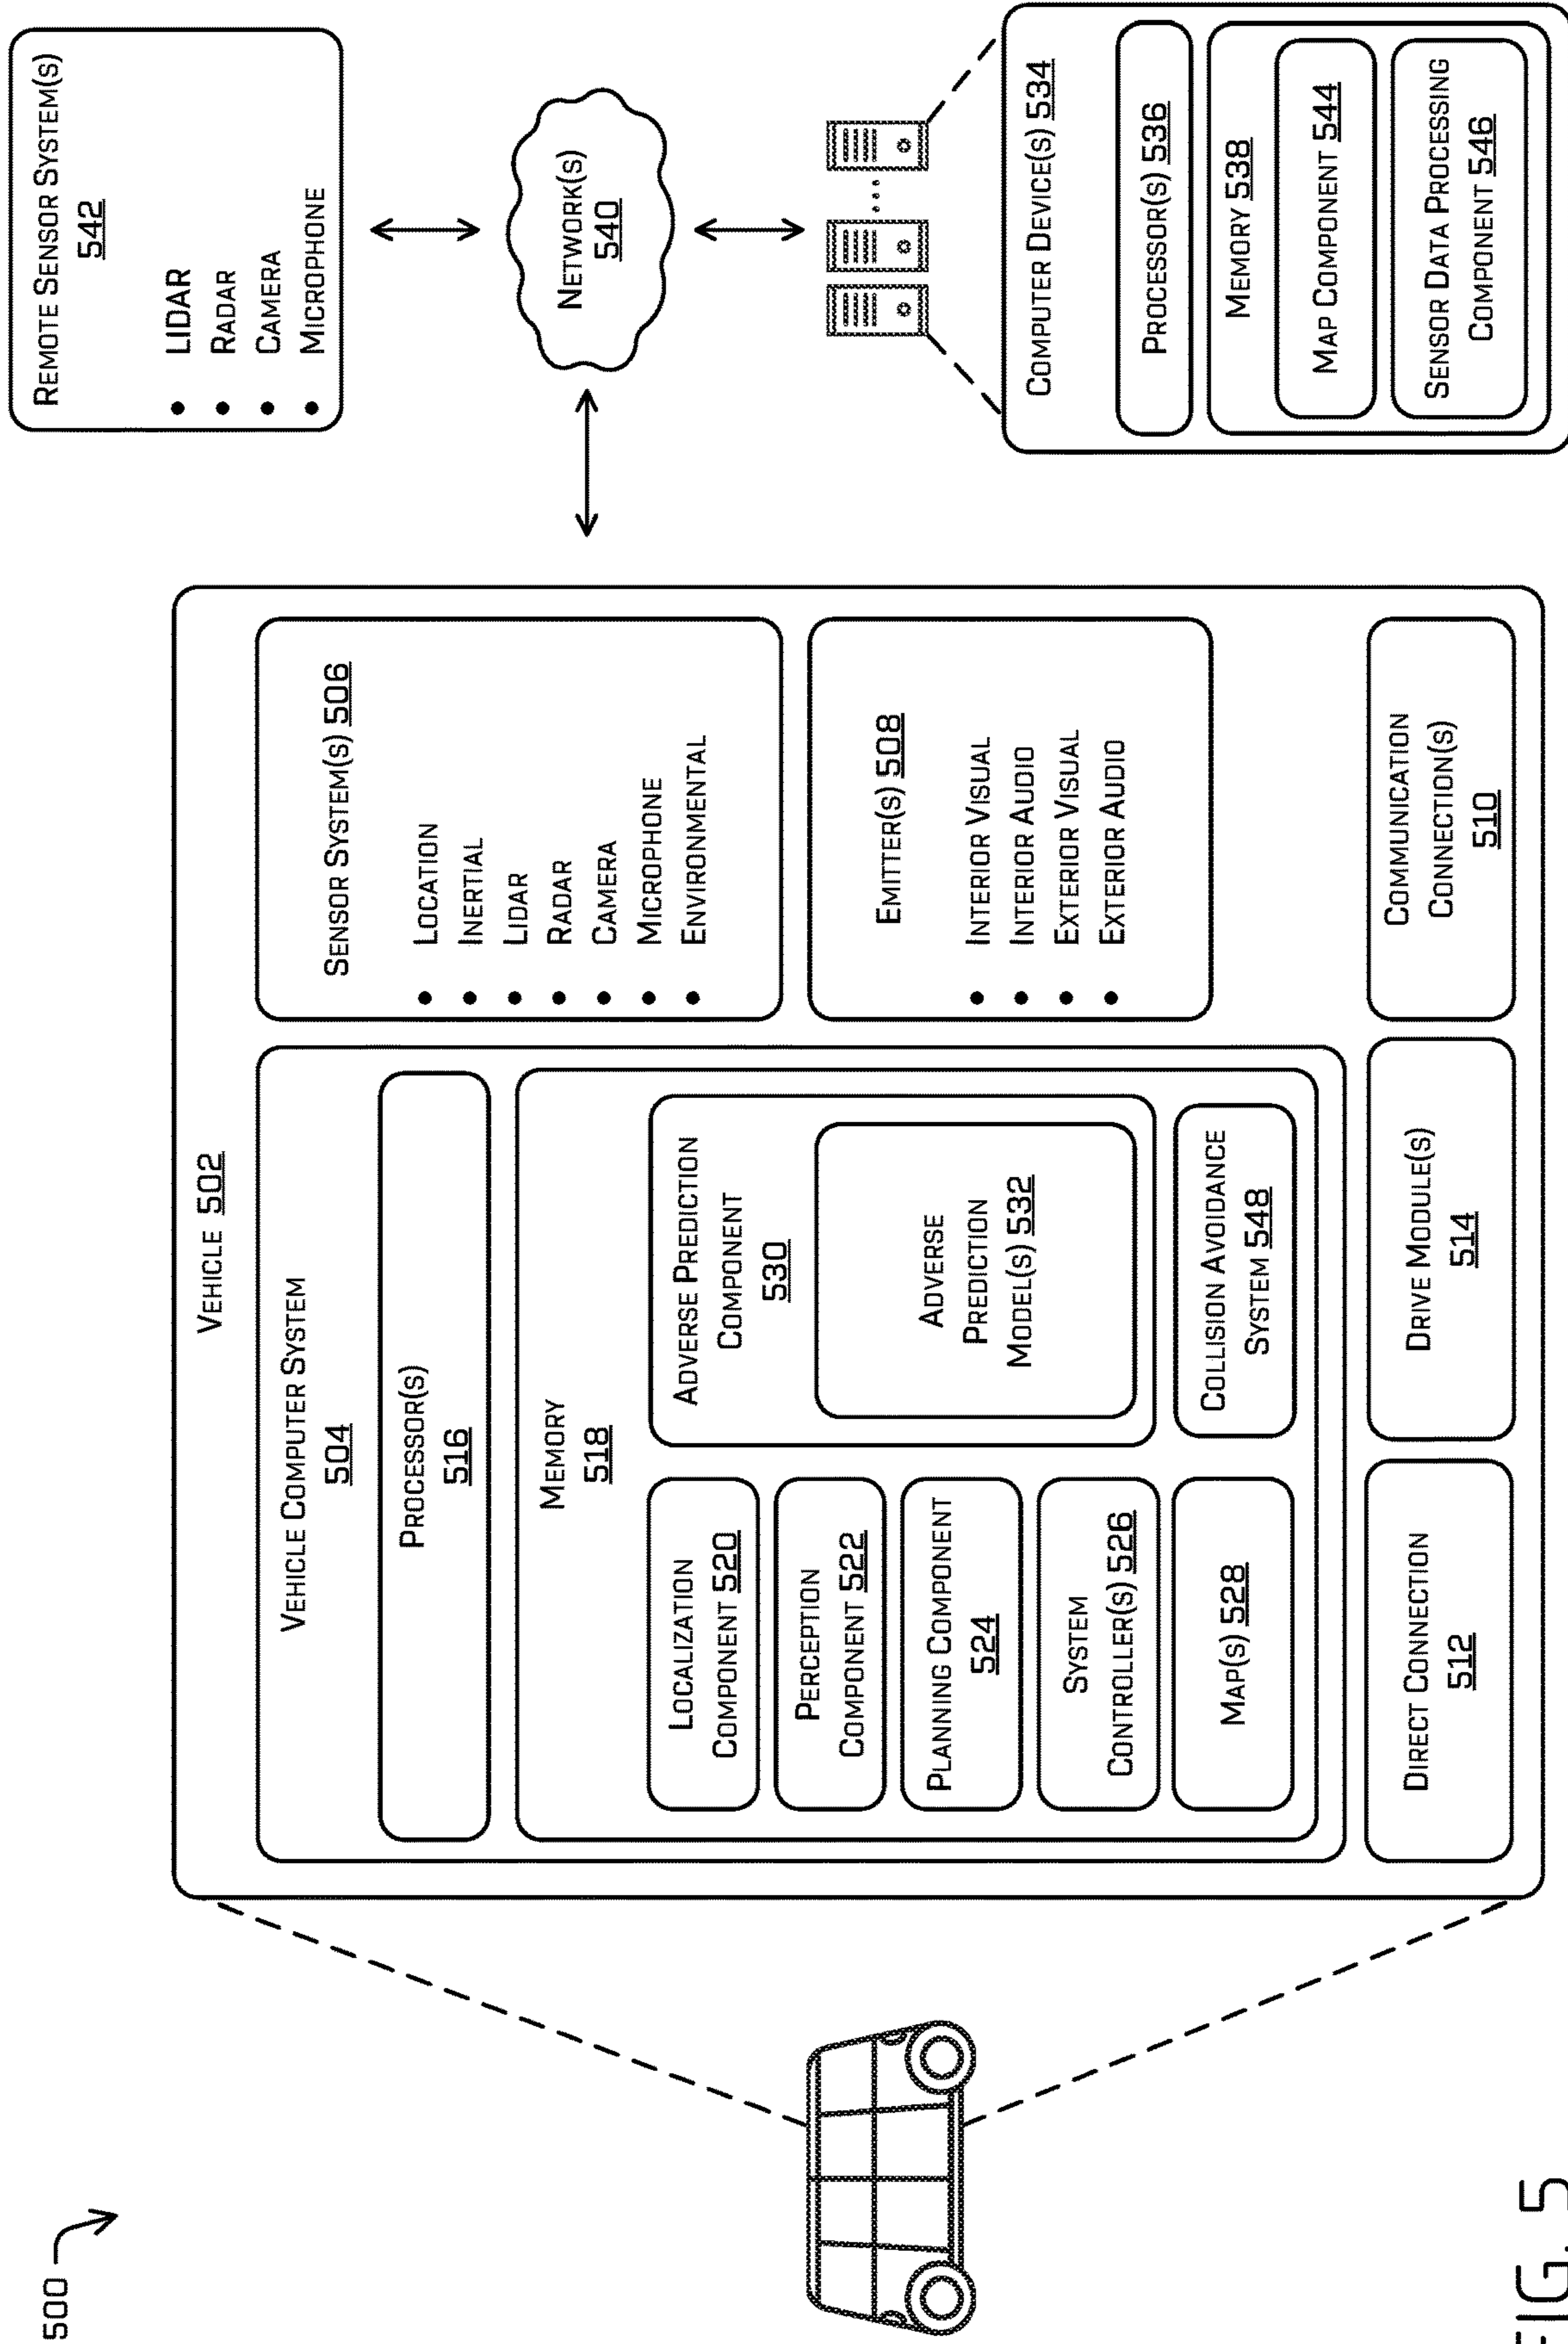 500
VEHICLE 502
VEHICLE COMPUTER SYSTEM
504
PROCESSOR(S)
516
MEMORY
518
LOCALIZATION
COMPONENT 520
PERCEPTION
COMPONENT 522
PLANNING COMPONENT
524
SYSTEM
CONTROLLER(S) 526
MAP(S) 528
ADVERSE PREDICTION
COMPONENT
530
ADVERSE
PREDICTION
MODEL(S) 532
COLLISION AVOIDANCE
SYSTEM 548
SENSOR SYSTEM(S) 506
• LOCATION
• INERTIAL
• LIDAR
• RADAR
• CAMERA
• MICROPHONE
• ENVIRONMENTAL
EMITTER(S) 508
• INTERIOR VISUAL
• INTERIOR AUDIO
• EXTERIOR VISUAL
• EXTERIOR AUDIO
DIRECT CONNECTION
512
DRIVE MODULE(S)
514
COMMUNICATION
CONNECTION(S)
510
REMOTE SENSOR SYSTEM(S)
542
• LIDAR
• RADAR
• CAMERA
• MICROPHONE
NETWORK(S)
540
COMPUTER DEVICE(S) 534
PROCESSOR(S) 536
MEMORY 538
MAP COMPONENT 544
SENSOR DATA PROCESSING
COMPONENT 546
FIG. 5